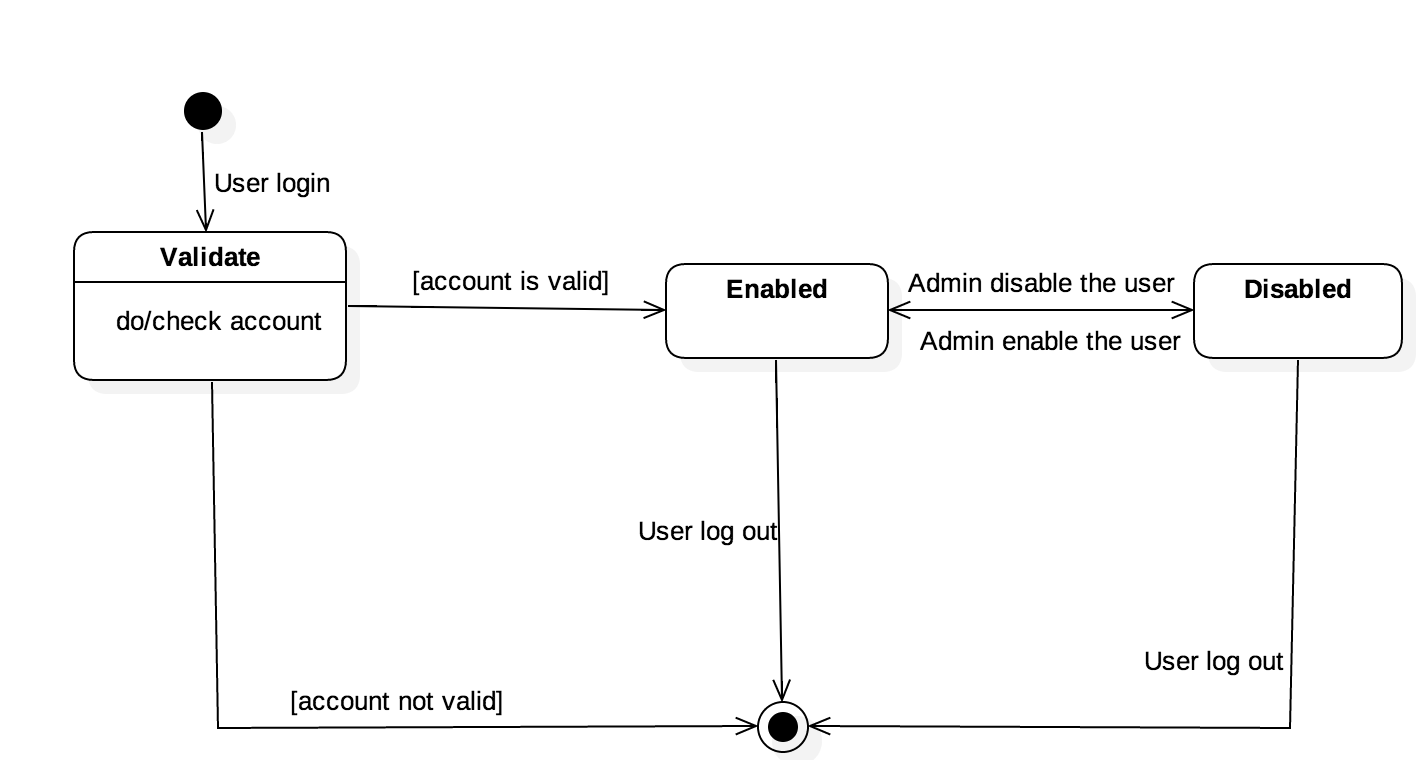 User login
Validate
do/check account
[account is valid]
Enabled
Admin disable the user
Admin enable the user
Disabled
User log out
User log out
[account not valid]